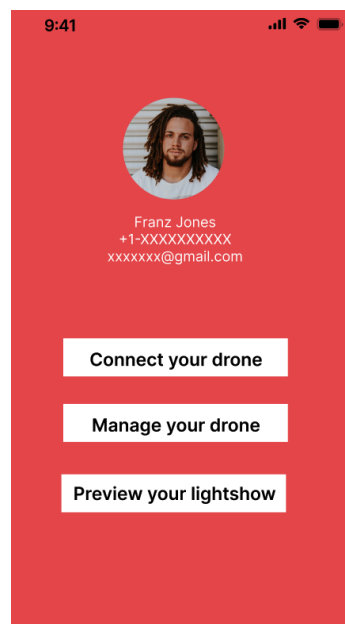 9:41
Franz Jones
+1-XXXXXXXXXX
xxxxxxx@gmail.com
Connect your drone
Manage your drone
Preview your lightshow